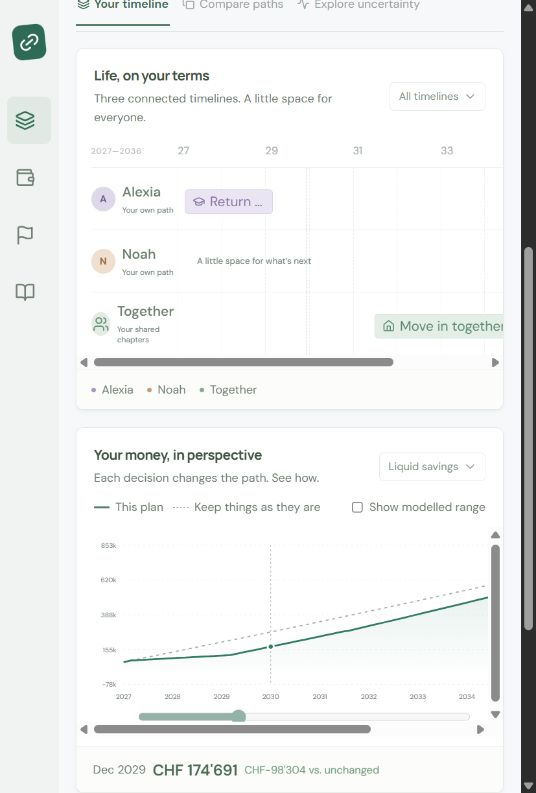 Your timeline Compare paths Explore uncertainty
Life, on your terms
Three connected timelines. A little space for
everyone.
All timelines
2027—2036 27 29 31 33
A Alexia
Your own path
Return ...
N Noah
Your own path
A little space for what's next
Together
Your shared
chapters
Move in together
Alexia Noah Together
Your money, in perspective
Each decision changes the path. See how.
Liquid savings
This plan Keep things as they are Show modelled range
853k
620k
388k
155k
-78k
2027 2028 2029 2030 2031 2032 2033 2034
Dec 2029 CHF 174'691 CHF-98'304 vs. unchanged